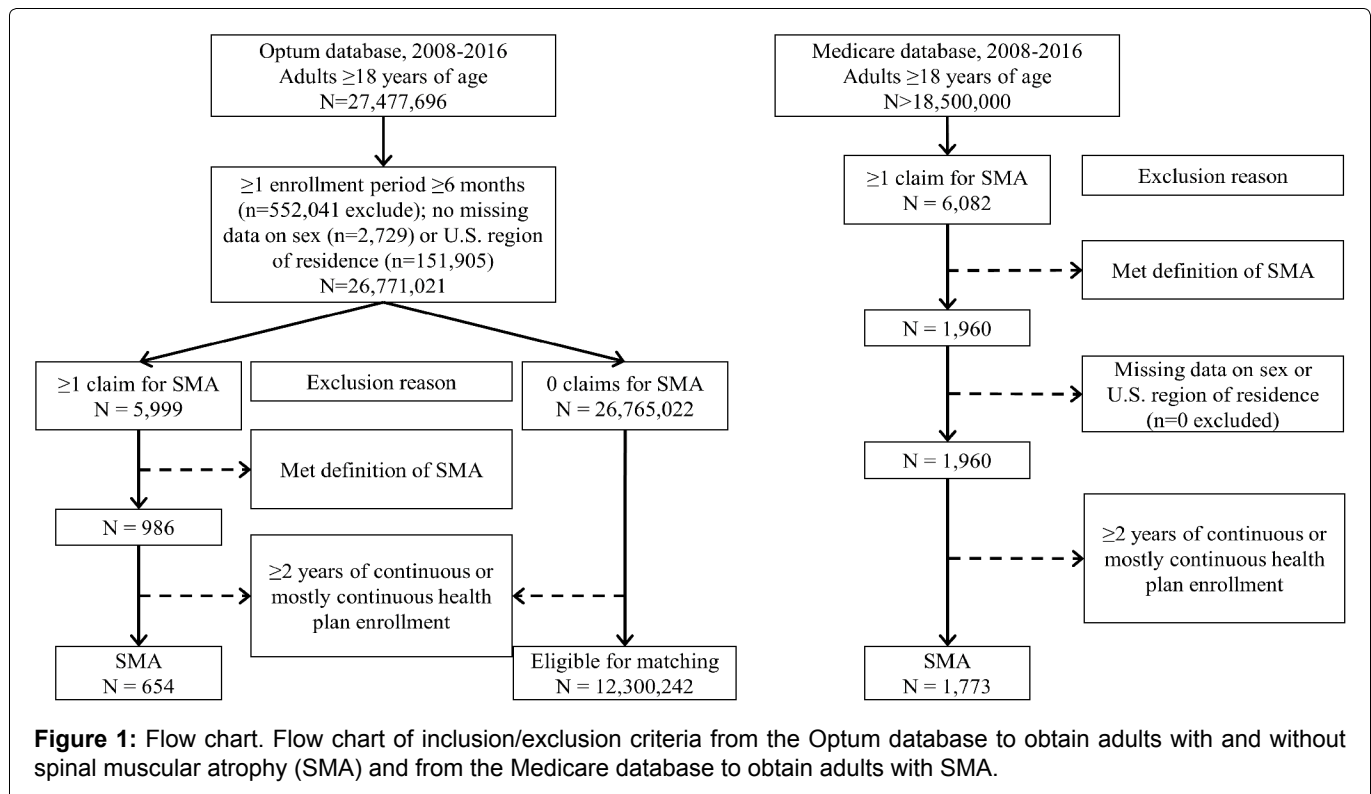 Optum database, 2008-2016
Adults ≥18 years of age
N=27,477,696
≥1 enrollment period ≥6 months
(n=552,041 exclude); no missing
data on sex (n=2,729) or U.S. region
of residence (n=151,905)
N=26,771,021
≥1 claim for SMA
N = 5,999
Exclusion reason
0 claims for SMA
N = 26,765,022
Met definition of SMA
N = 986
≥2 years of continuous or
mostly continuous health
plan enrollment
SMA
N = 654
Eligible for matching
N = 12,300,242
Medicare database, 2008-2016
Adults ≥18 years of age
N>18,500,000
≥1 claim for SMA
N = 6,082
Exclusion reason
Met definition of SMA
N = 1,960
Missing data on sex or
U.S. region of residence
(n=0 excluded)
N = 1,960
≥2 years of continuous or
mostly continuous health
plan enrollment
SMA
N = 1,773
Figure 1: Flow chart. Flow chart of inclusion/exclusion criteria from the Optum database to obtain adults with and without
spinal muscular atrophy (SMA) and from the Medicare database to obtain adults with SMA.